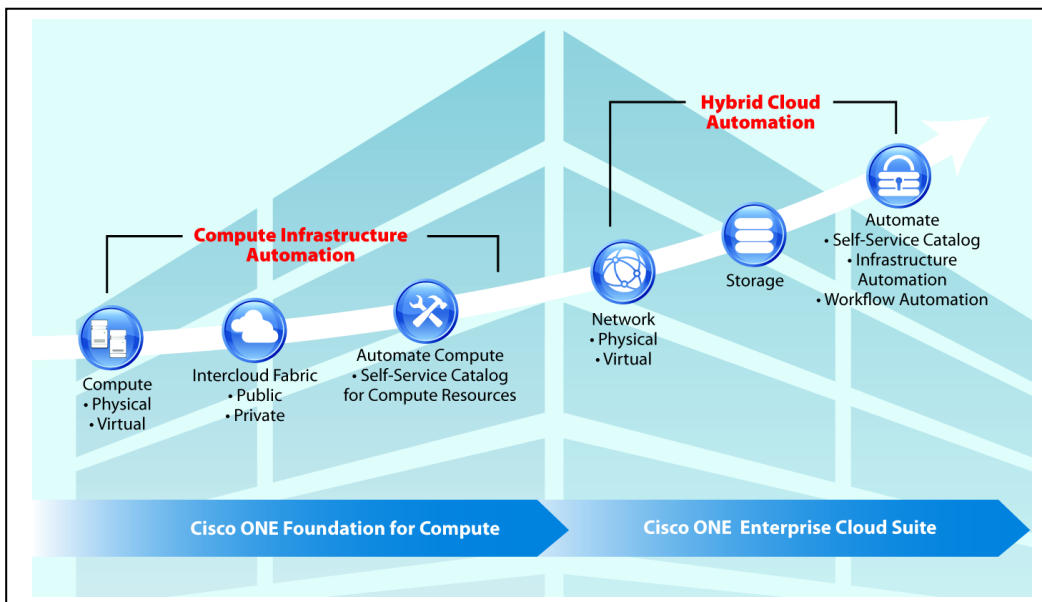 Hybrid Cloud
Automation
Compute Infrastructure
Automation
Compute
• Physical
• Virtual
Intercloud Fabric
• Public
• Private
Automate Compute
• Self-Service Catalog
for Compute Resources
Network
• Physical
• Virtual
Storage
Automate
• Self-Service Catalog
• Infrastructure
Automation
• Workflow Automation
Cisco ONE Foundation for Compute
Cisco ONE Enterprise Cloud Suite